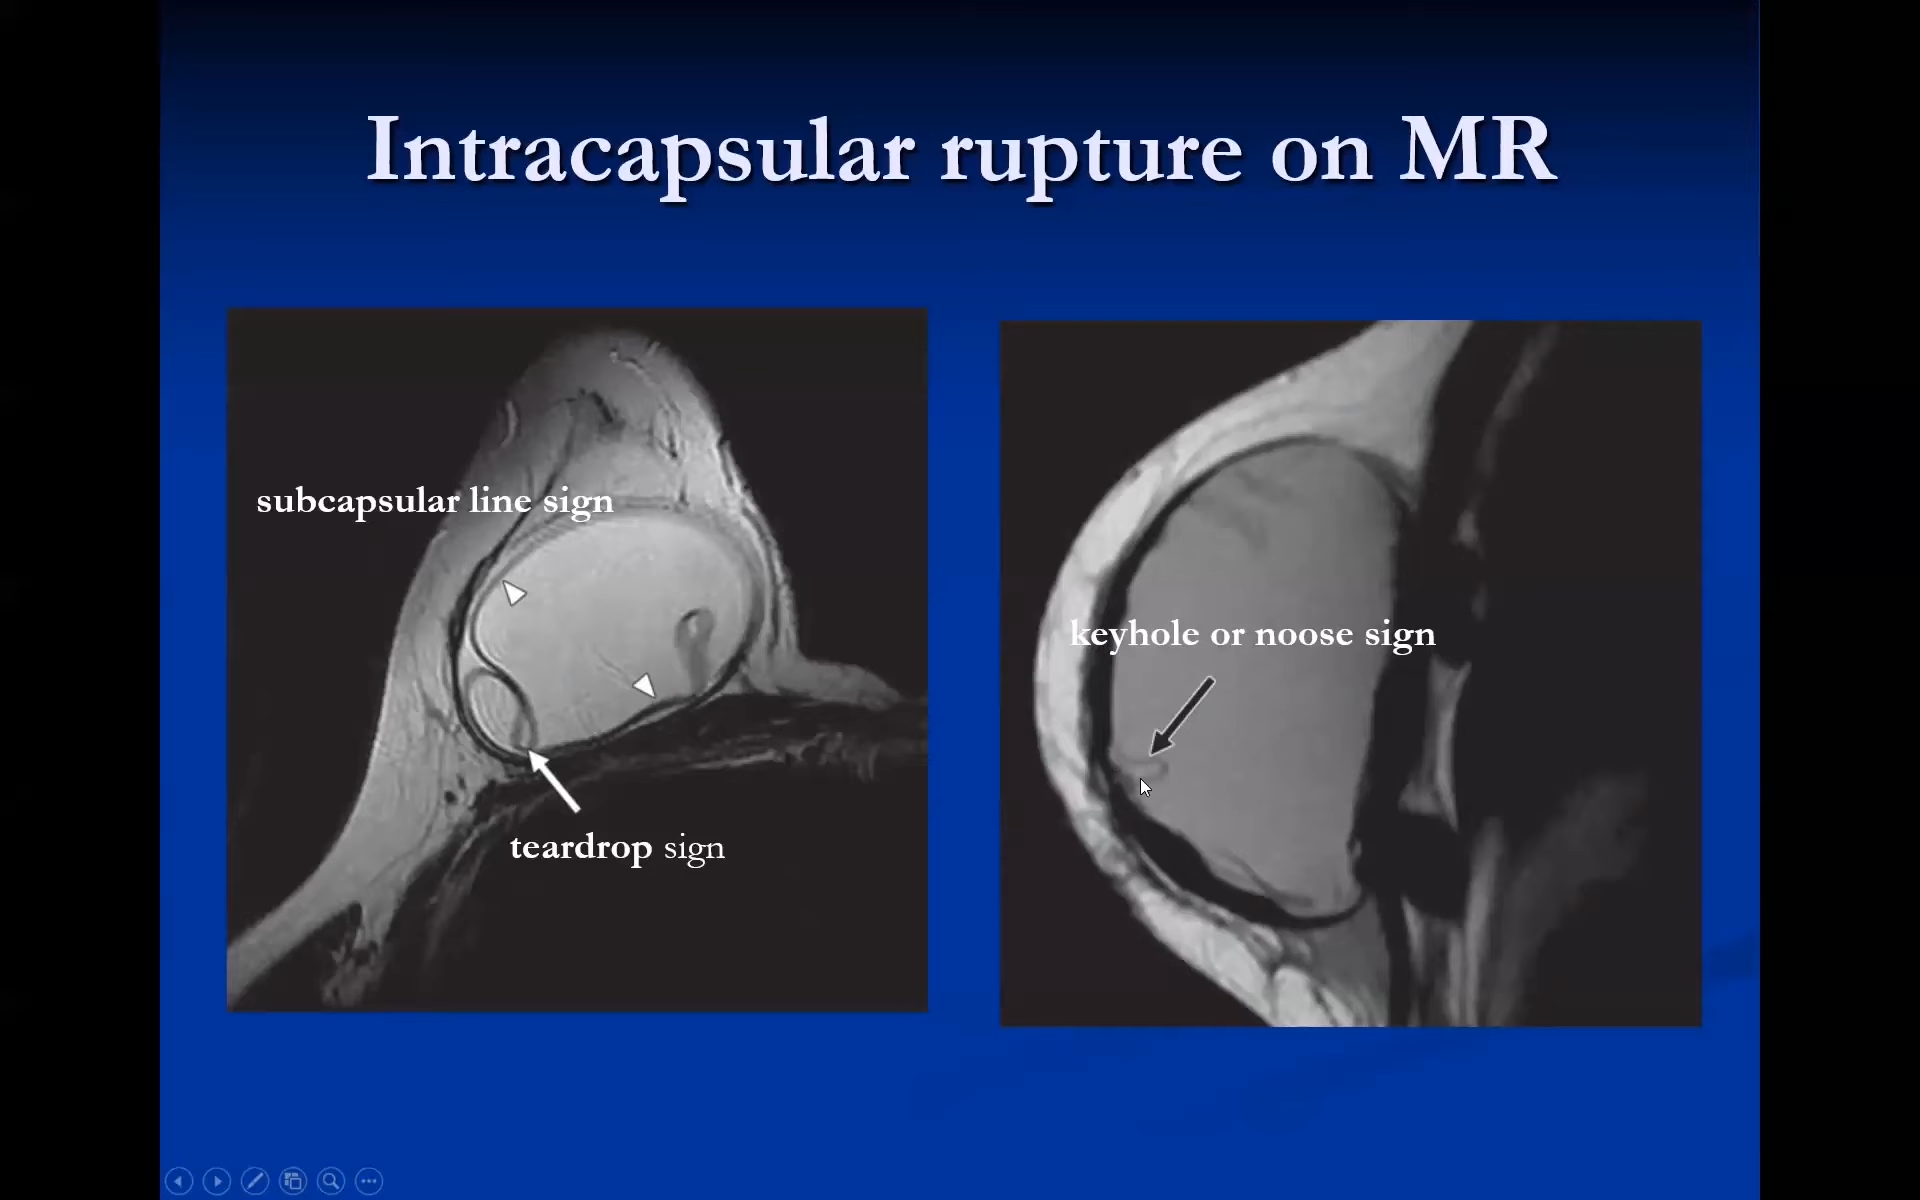 Intracapsular rupture on MR
subcapsular line sign
teardrop sign
keyhole or noose sign